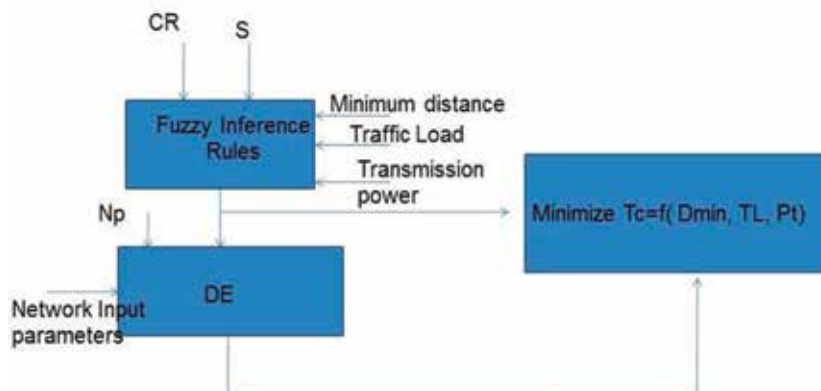 CR
S
Fuzzy Inference
Rules
Minimum distance
Traffic Load
Transmission
power
Np
Minimize Tc=f( Dmin, TL, Pt)
DE
Network Input
parameters